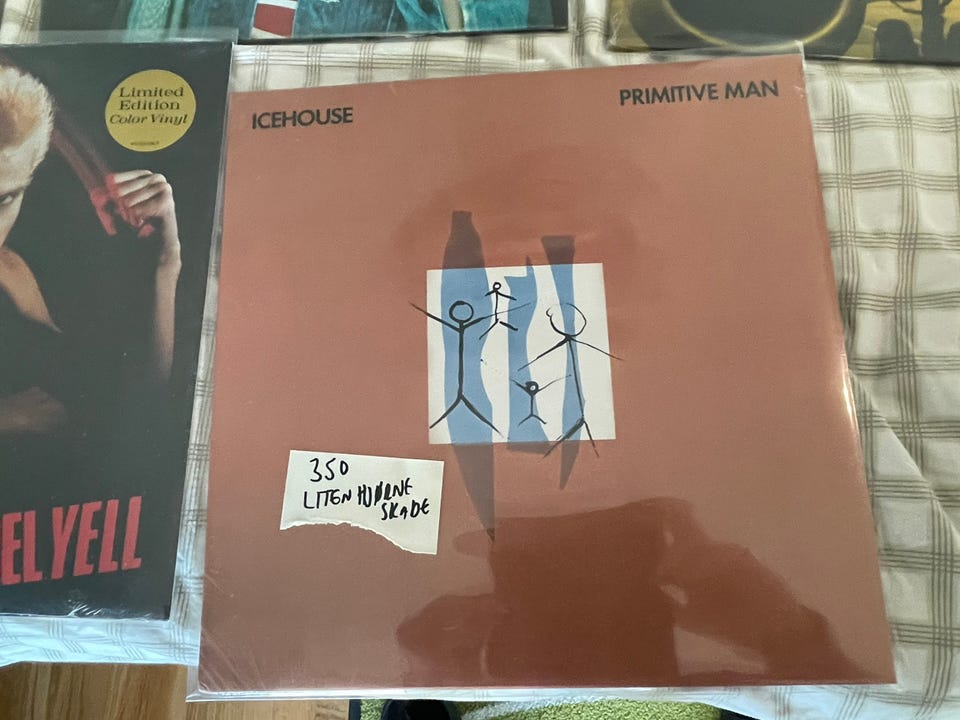 Limited
Edition
Color Vinyl
EL YELL
ICEHOUSE
PRIMITIVE MAN
350
LITEN HJØRNE
SKADE